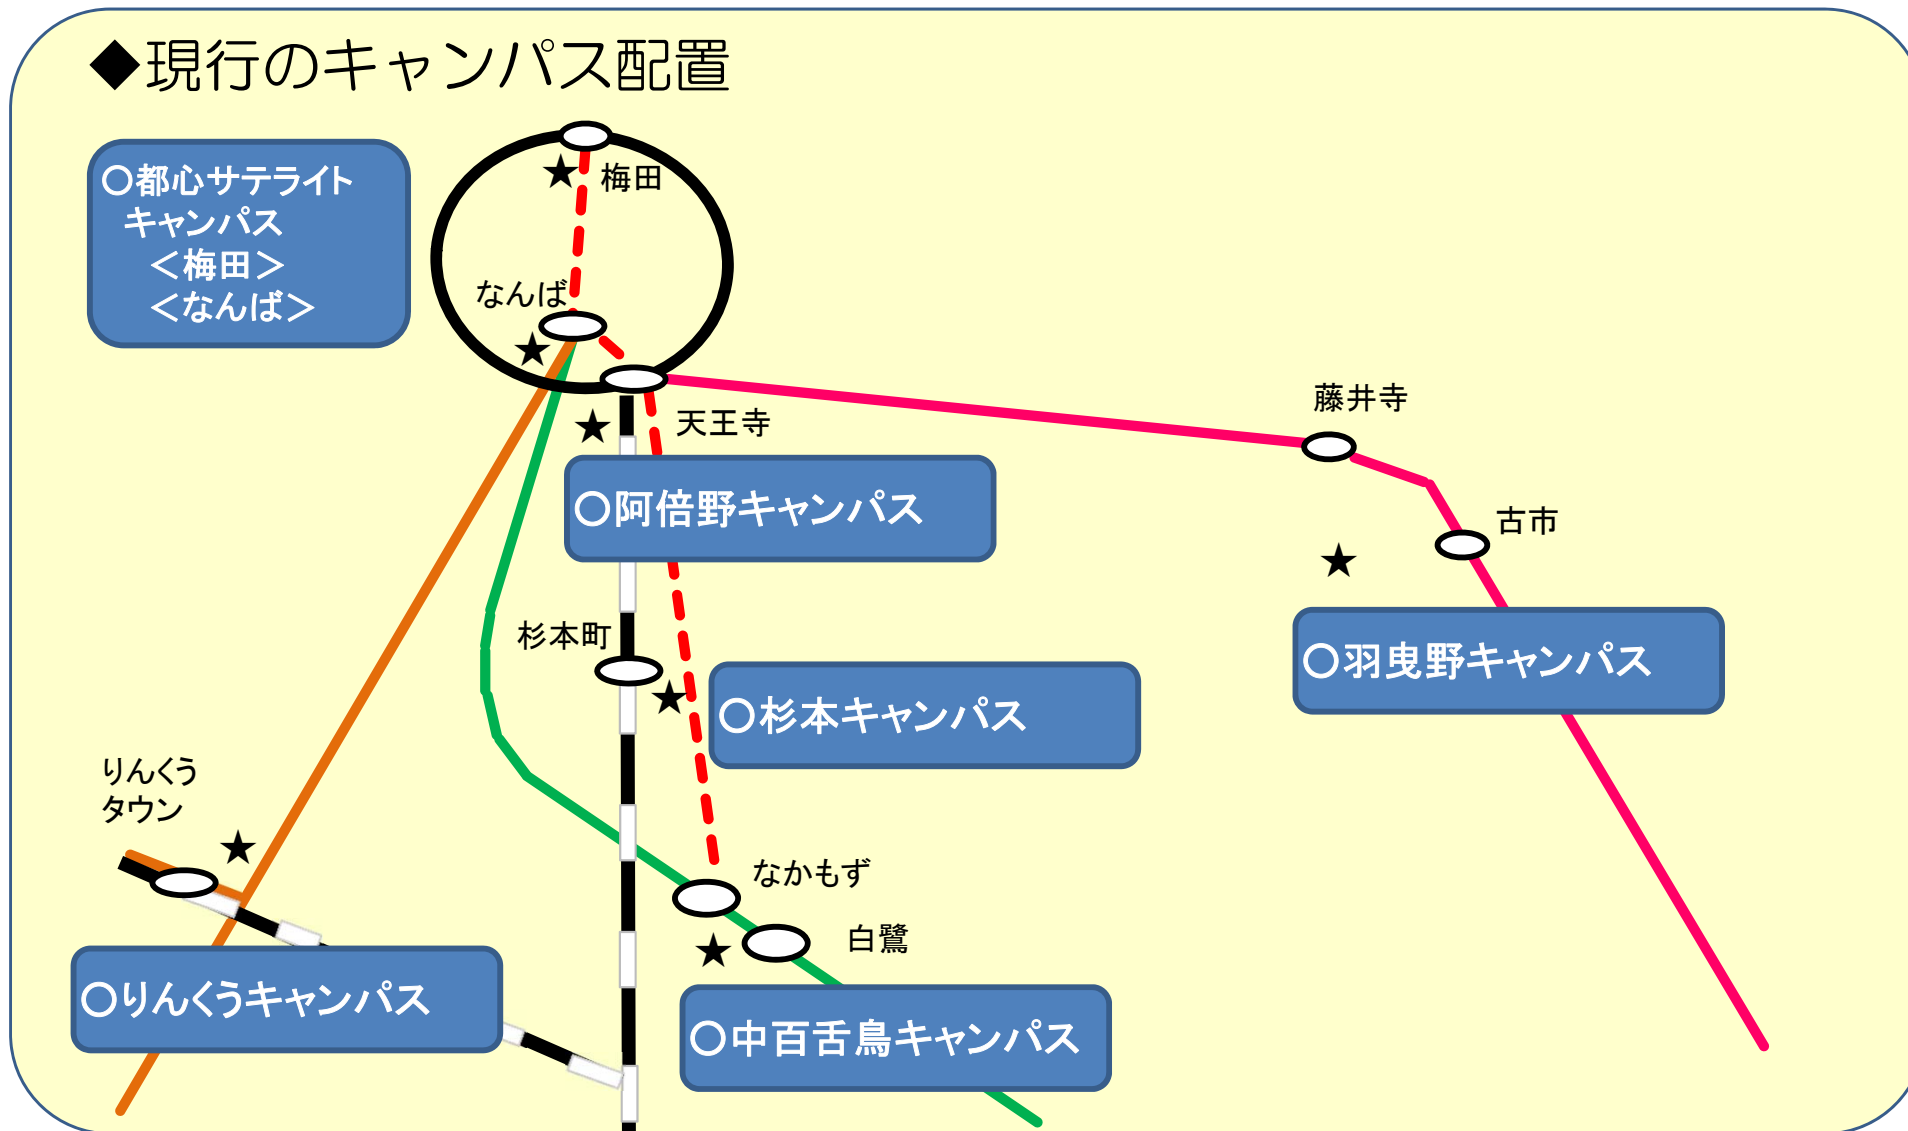 ◆現行のキャンパス配置
○都心サテライト
キャンパス
＜梅田＞
＜なんば＞
梅田
なんば
天王寺
藤井寺
古市
○阿倍野キャンパス
杉本町
○羽曳野キャンパス
○杉本キャンパス
りんくう
タウン
なかもず
白鷺
○りんくうキャンパス
○中百舌鳥キャンパス